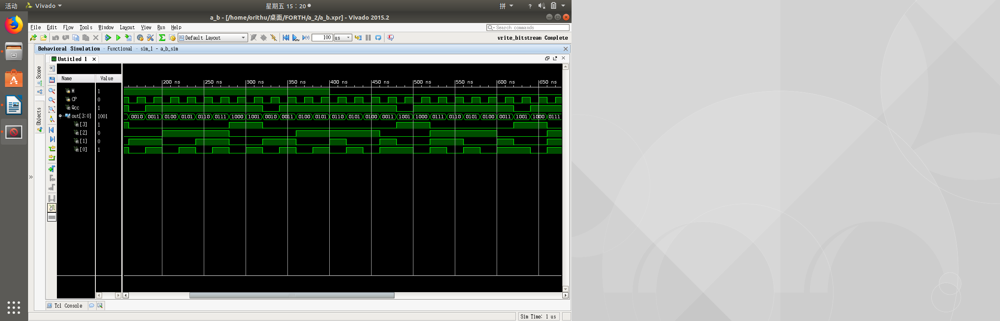 活动 Vivado 星期五 15：20 拼 ?
a_b - [/home/orithu/桌面/FORTH/a_2/a_b.xpr] - Vivado 2015.2
File Edit Flow Tools Window Layout View Run Help Search commands
Default Layout 100 us write_bitstream Complete
Behavioral Simulation - Functional - sim_1 - a_b_sim
Untitled 1
Scope
Objects
Name Value
200 ns 250 ns 300 ns 350 ns 400 ns 450 ns 500 ns 550 ns 600 ns 650 ns
M 1
CP 0
Qcc 1
out[3:0] 1001 0010 0011 0100 0101 0110 0111 1000 1001 0010 0011 0100 0101 0110 0101 0100 0011 1001 1000 0111 0110 0101 0100 0011 1001 1000 0111
[3] 1
[2] 0
[1] 0
[0] 1
Tcl Console
Sim Time: 1 us